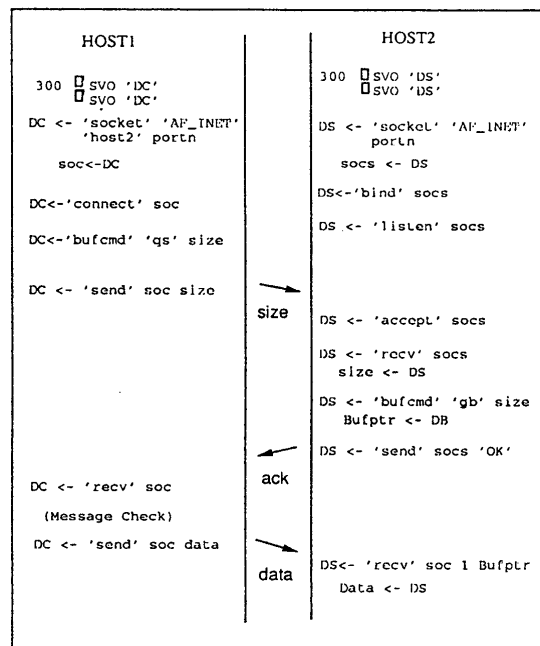 HOST1
300 ⎕ SVO 'DC'
⎕ SVO 'DC'
DC <- 'socket' 'AF_INET'
'host2' portn
soc<-DC
DC<-'connect' soc
DC<-'bufcmd' 'qs' size
DC <- 'send' soc size
DC <- 'recv' soc
(Message Check)
DC <- 'send' soc data
size
ack
data
HOST2
300 ⎕ SVO 'DS'
⎕ SVO 'DS'
DS <- 'socket' 'AF_INET'
portn
socs <- DS
DS<-'bind' socs
DS <- 'listen' socs
DS <- 'accept' socs
DS <- 'recv' socs
size <- DS
DS <- 'bufcmd' 'gb' size
Bufptr <- DB
DS <- 'send' socs 'OK'
DS<- 'recv' soc 1 Bufptr
Data <- DS